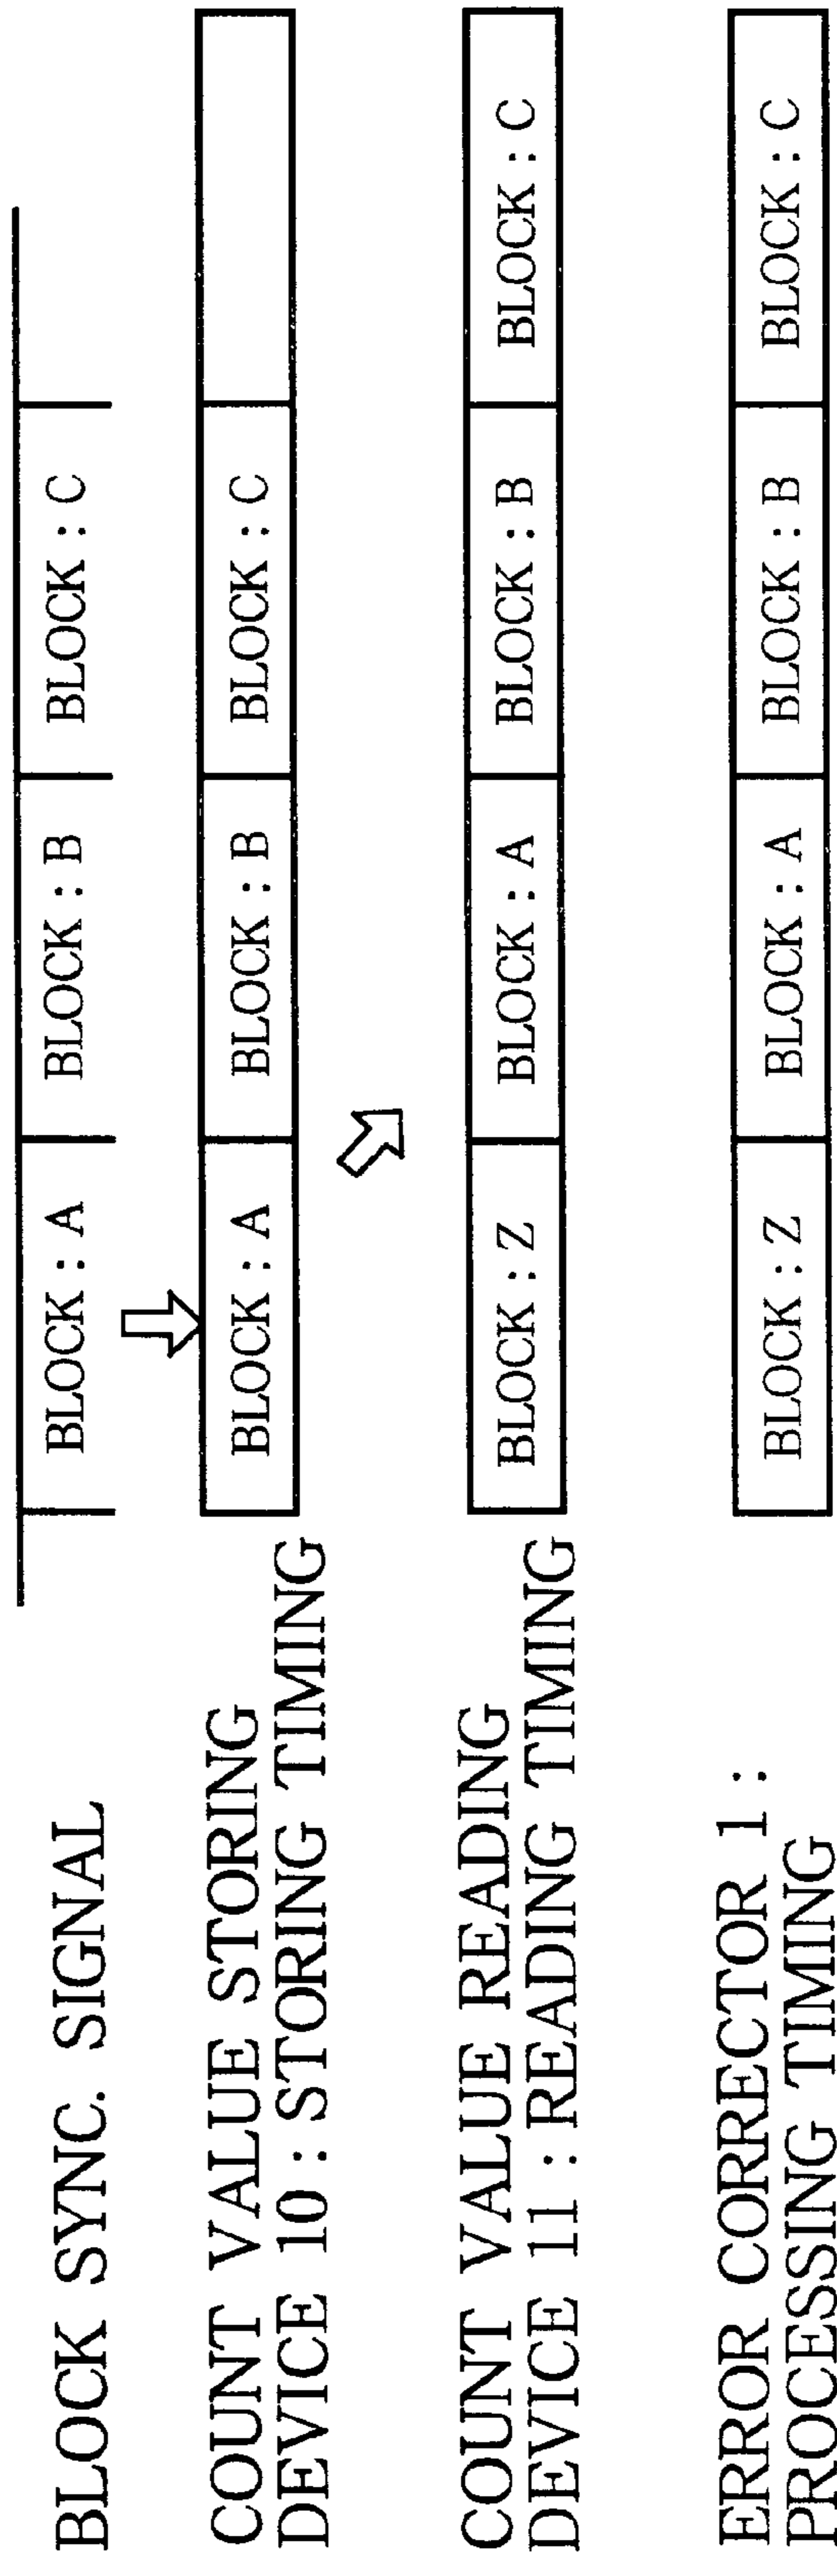 BLOCK SYNC. SIGNAL
BLOCK : A
BLOCK : B
BLOCK : C
COUNT VALUE STORING
DEVICE 10 : STORING TIMING
BLOCK : A
BLOCK : B
BLOCK : C
COUNT VALUE READING
DEVICE 11 : READING TIMING
BLOCK : Z
BLOCK : A
BLOCK : B
BLOCK : C
ERROR CORRECTOR 1 :
PROCESSING TIMING
BLOCK : Z
BLOCK : A
BLOCK : B
BLOCK : C